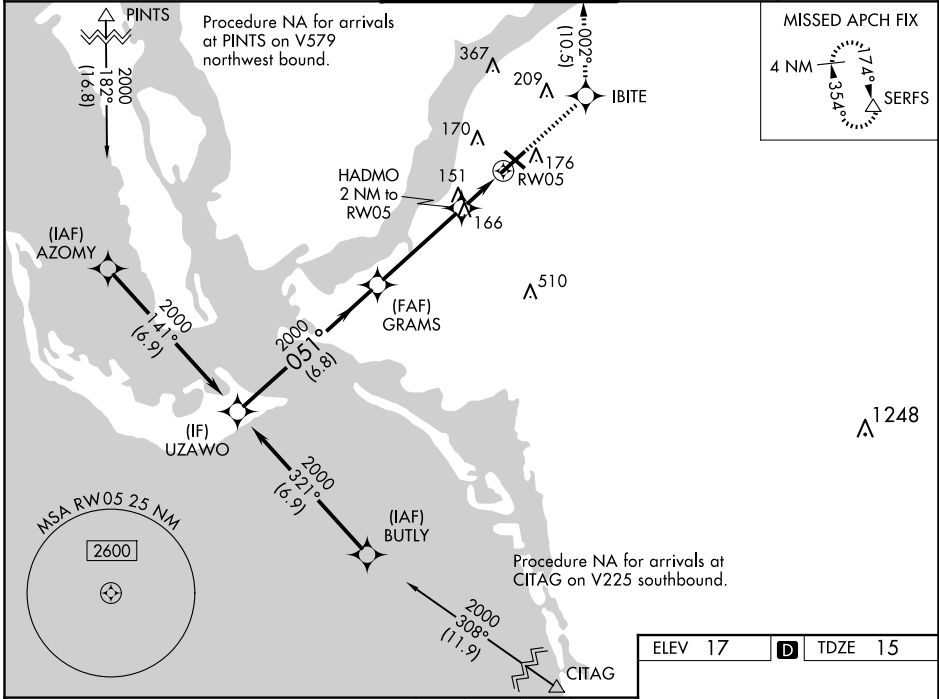 PINTS
2000
182°
(16.8)
Procedure NA for arrivals
at PINTS on V579
northwest bound.
002°
(10.5)
MISSED APCH FIX
4 NM
174°
354°
SERFS
367
209
IBITE
170
176
RW05
HADMO
2 NM to
RW05
151
166
(IAF)
AZOMY
2000
141°
(6.9)
510
(FAF)
GRAMS
2000
051°
(6.8)
(IF)
UZAWO
1248
2000
321°
(6.9)
(IAF)
BUTLY
MSA RW05 25 NM
2600
Procedure NA for arrivals at
CITAG on V225 southbound.
2000
308°
(11.9)
CITAG
ELEV 17 D TDZE 15